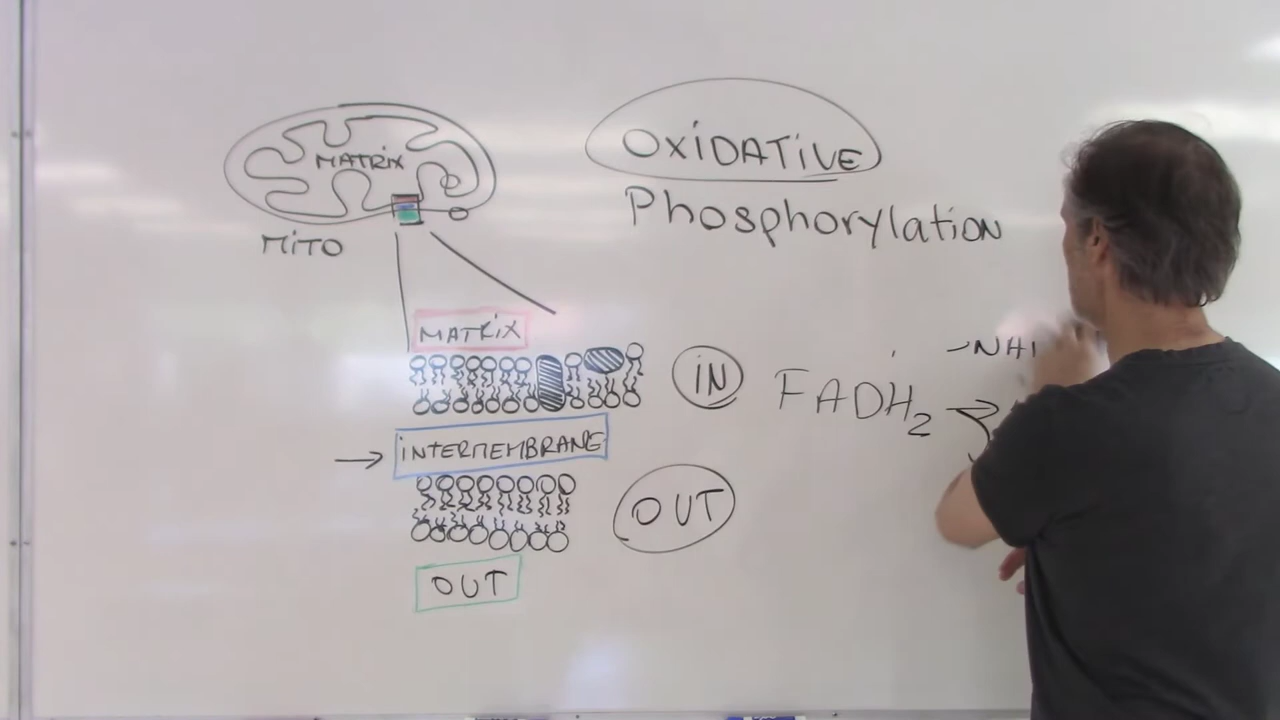 MATRIX
MITO
OXIDATIVE
Phosphorylation
MATRIX
IN
INTERMEMBRANE
OUT
OUT
FADH2